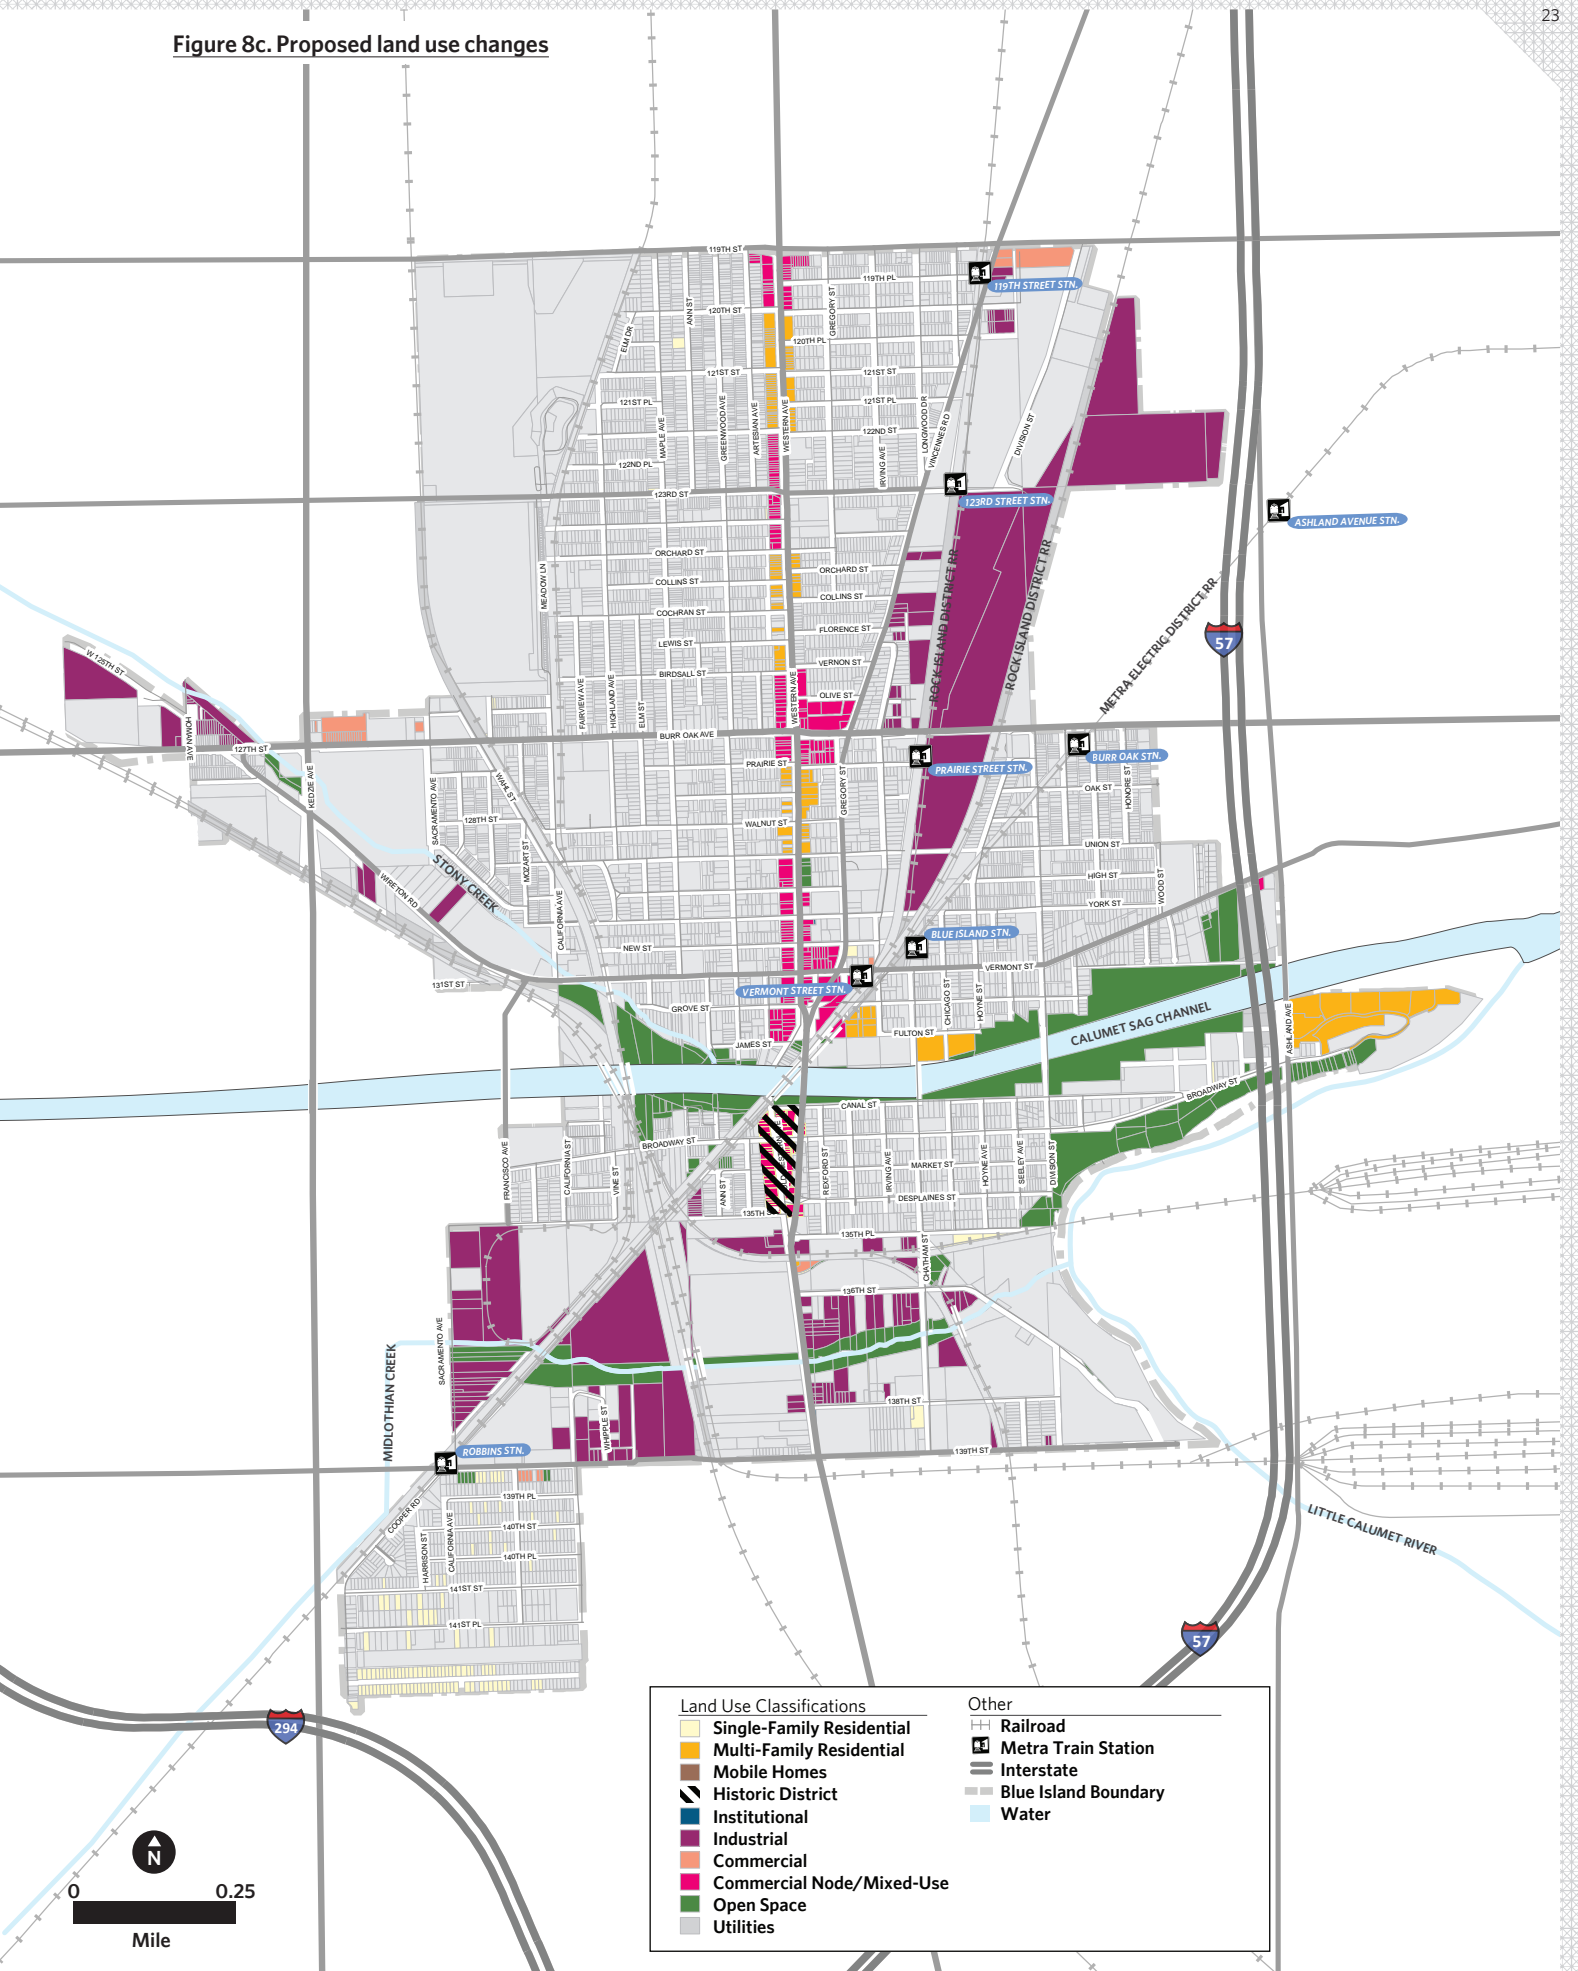 23
Figure 8c. Proposed land use changes
119TH ST
119TH PL
119TH STREET STN.
ANN ST
120TH ST
GREGORY ST
ELM DR
120TH PL
121ST ST
121ST ST
121ST PL
121ST PL
MAPLE AVE
GREENWOOD AVE
ARTESIAN AVE
WESTERN AVE
122ND ST
IRVING AVE
LONGWOOD DR
VINCENNES RD
DIVISION ST
122ND PL
123RD ST
123RD STREET STN.
ASHLAND AVENUE STN.
ORCHARD ST
ORCHARD ST
COLLINS ST
COLLINS ST
MEADOW LN
COCHRAN ST
FLORENCE ST
LEWIS ST
VERNON ST
BIRDSALL ST
OLIVE ST
ROCK ISLAND DISTRICT RR
ROCK ISLAND DISTRICT RR
METRA ELECTRIC DISTRICT RR
57
W 125TH ST
HOMAN AVE
127TH ST
KEDZIE AVE
FAIRVIEW AVE
HIGHLAND AVE
ELM ST
WESTERN AVE
BURR OAK AVE
PRAIRIE ST
PRAIRIE STREET STN.
BURR OAK STN.
GREGORY ST
OAK ST
HONORE ST
SACRAMENTO AVE
WAHL ST
128TH ST
MOZART ST
WALNUT ST
UNION ST
HIGH ST
WOOD ST
YORK ST
STONY CREEK
WIRETON RD
CALIFORNIA AVE
NEW ST
BLUE ISLAND STN.
VERMONT ST
131ST ST
VERMONT STREET STN.
GROVE ST
CHICAGO ST
HOYNE ST
FULTON ST
JAMES ST
CALUMET SAG CHANNEL
ASHLAND AVE
BROADWAY ST
CANAL ST
BROADWAY ST
FRANCISCO AVE
CALIFORNIA ST
VINE ST
ANN ST
REXFORD ST
IRVING AVE
MARKET ST
HOYNE AVE
SEELEY AVE
DIVISION ST
DESPLAINES ST
135TH S
135TH PL
CHATHAM ST
136TH ST
SACRAMENTO AVE
MIDLOTHIAN CREEK
WHIPPLE ST
138TH ST
139TH ST
ROBBINS STN.
COOPER RD
139TH PL
HARRISON ST
CALIFORNIA AVE
140TH ST
140TH PL
141ST ST
141ST PL
LITTLE CALUMET RIVER
57
294
Land Use Classifications
Single-Family Residential
Multi-Family Residential
Mobile Homes
Historic District
Institutional
Industrial
Commercial
Commercial Node/Mixed-Use
Open Space
Utilities
Other
Railroad
Metra Train Station
Interstate
Blue Island Boundary
Water
N
0 0.25
Mile